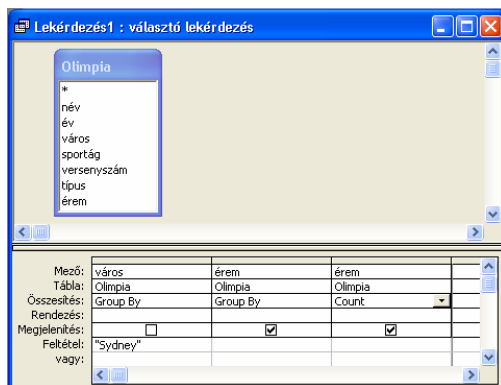 Lekérdezés1 : választó lekérdezés
Olimpia
*
név
év
város
sportág
versenyszám
típus
érem
Mező: város érem érem
Tábla: Olimpia Olimpia Olimpia
Összesítés: Group By Group By Count
Rendezés:
Megjelenítés:
Feltétel: "Sydney"
vagy: